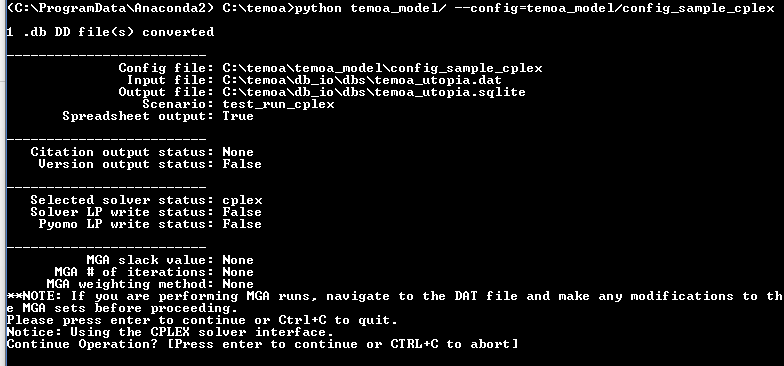 (C:\ProgramData\Anaconda2) C:\temoa>python temoa_model/ --config=temoa_model/config_sample_cplex
1 .db DD file(s) converted
-------------------------
Config file: C:\temoa\temoa_model\config_sample_cplex
Input file: C:\temoa\db_io\dbs\temoa_utopia.dat
Output file: C:\temoa\db_io\dbs\temoa_utopia.sqlite
Scenario: test_run_cplex
Spreadsheet output: True
-------------------------
Citation output status: None
Version output status: False
-------------------------
Selected solver status: cplex
Solver LP write status: False
Pyomo LP write status: False
-------------------------
MGA slack value: None
MGA # of iterations: None
MGA weighting method: None
**NOTE: If you are performing MGA runs, navigate to the DAT file and make any modifications to th
e MGA sets before proceeding.
Please press enter to continue or Ctrl+C to quit.
Notice: Using the CPLEX solver interface.
Continue Operation? [Press enter to continue or CTRL+C to abort]